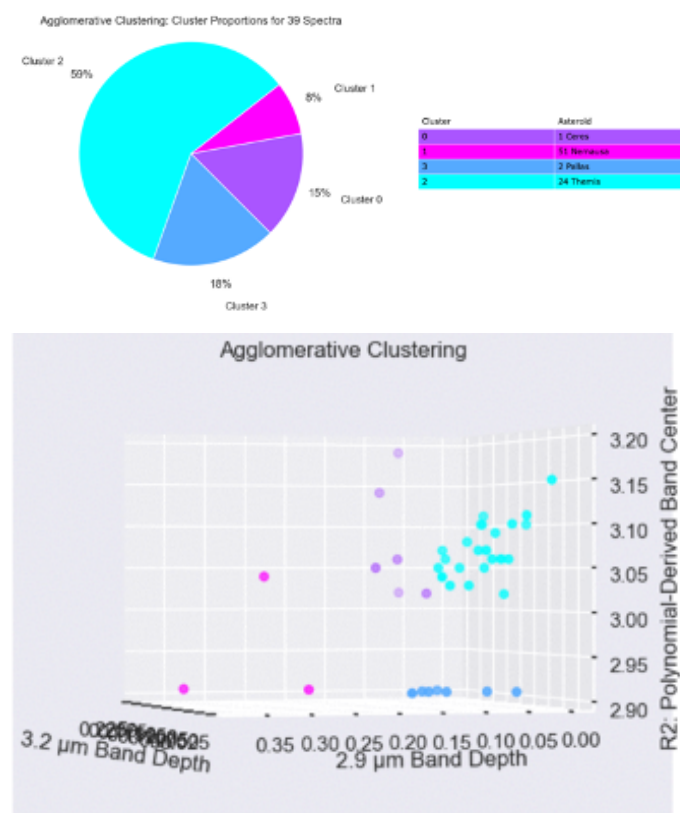 Agglomerative Clustering: Cluster Proportions for 39 Spectra
Cluster 2
59%
Cluster 1
8%
15%
Cluster 0
18%
Cluster 3
Cluster Asteroid
0 1 Ceres
1 51 Nemausa
3 2 Pallas
2 24 Themis
Agglomerative Clustering
3.20
3.15
3.10
3.05
3.00
2.95
2.90
R2: Polynomial-Derived Band Center
0.35 0.30 0.25 0.20 0.15 0.10 0.05 0.00
3.2 μm Band Depth
2.9 μm Band Depth